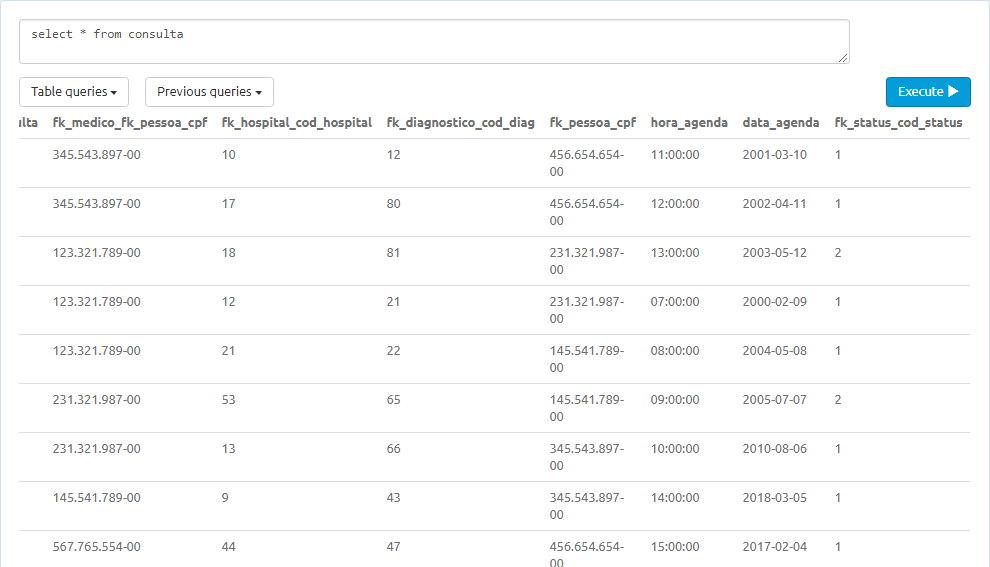 select * from consulta
Table queries Previous queries Execute
ulta fk_medico_fk_pessoa_cpf fk_hospital_cod_hospital fk_diagnostico_cod_diag fk_pessoa_cpf hora_agenda data_agenda fk_status_cod_status
345.543.897-00 10 12 456.654.654- 11:00:00 2001-03-10 1
00
345.543.897-00 17 80 456.654.654- 12:00:00 2002-04-11 1
00
123.321.789-00 18 81 231.321.987- 13:00:00 2003-05-12 2
00
123.321.789-00 12 21 231.321.987- 07:00:00 2000-02-09 1
00
123.321.789-00 21 22 145.541.789- 08:00:00 2004-05-08 1
00
231.321.987-00 53 65 145.541.789- 09:00:00 2005-07-07 2
00
231.321.987-00 13 66 345.543.897- 10:00:00 2010-08-06 1
00
145.541.789-00 9 43 345.543.897- 14:00:00 2018-03-05 1
00
567.765.554-00 44 47 456.654.654- 15:00:00 2017-02-04 1
00